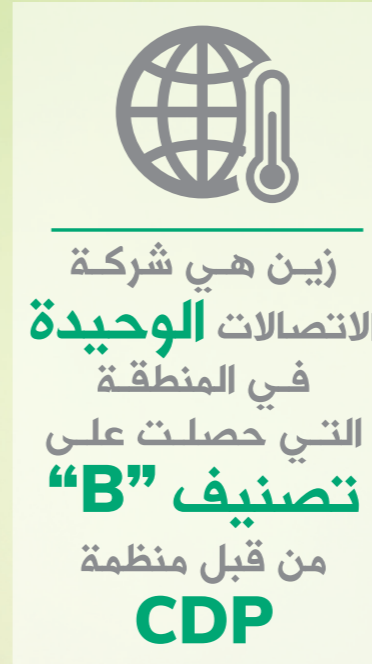 زين هي شركة
الاتصالات الوحيدة
في المنطقة
التي حصلت على
تصنيف "B"
من قبل منظمة
CDP